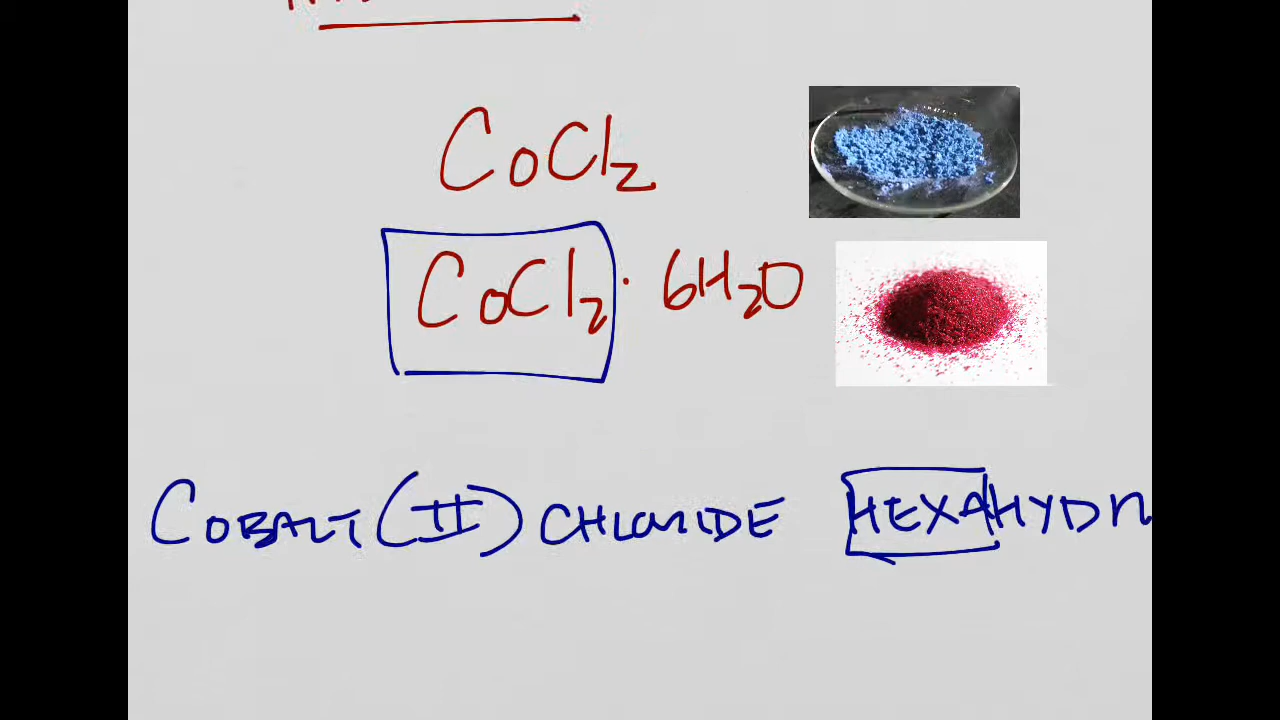 CoCl₂
CoCl₂ · 6H₂O
COBALT (II) CHLORIDE HEXAHYDR